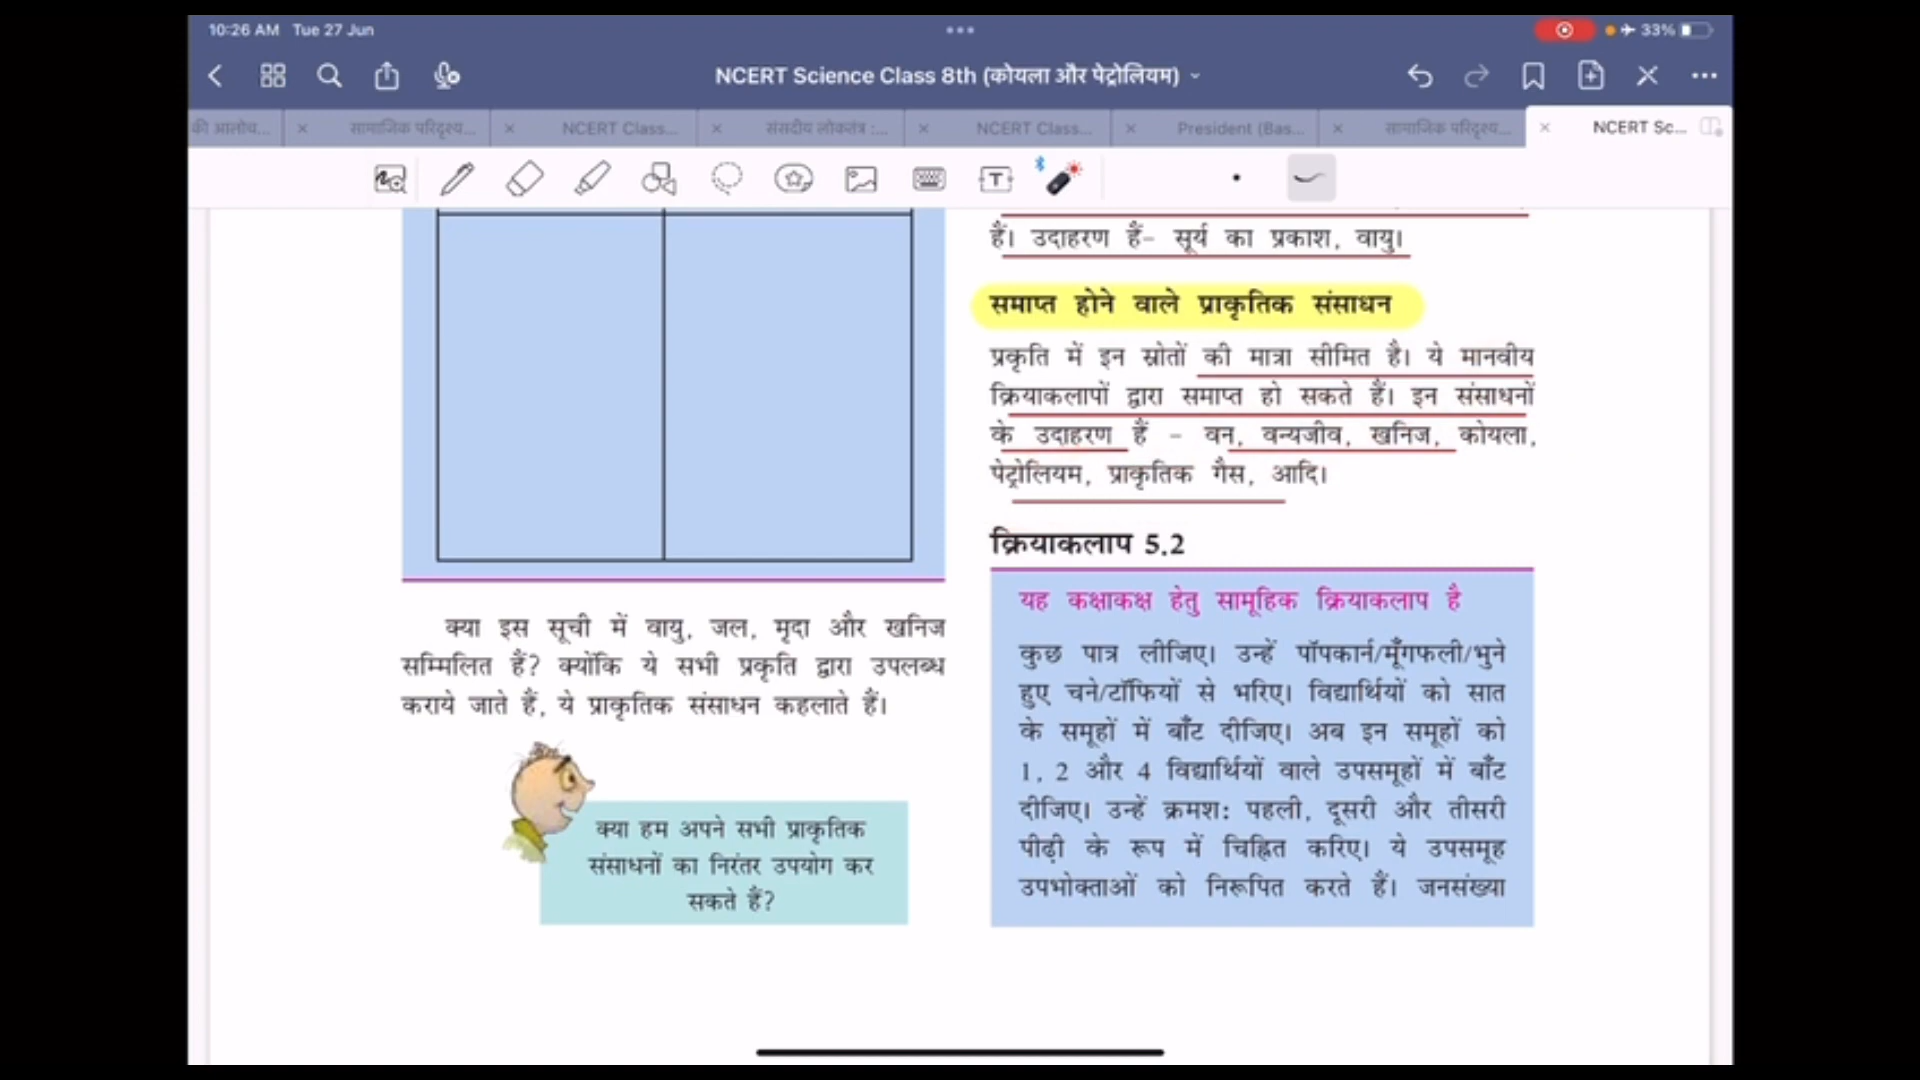 10:26 AM Tue 27 Jun
33%
NCERT Science Class 8th (कोयला और पेट्रोलियम)
की आलोच...
सामाजिक परिदृश्य...
NCERT Class...
संसदीय लोकतंत्र :...
NCERT Class...
President (Bas...
सामाजिक परिदृश्य...
NCERT Sc...
क्या इस सूची में वायु, जल, मृदा और खनिज
सम्मिलित हैं? क्योंकि ये सभी प्रकृति द्वारा उपलब्ध
कराये जाते हैं, ये प्राकृतिक संसाधन कहलाते हैं।
क्या हम अपने सभी प्राकृतिक
संसाधनों का निरंतर उपयोग कर
सकते हैं?
हैं। उदाहरण हैं- सूर्य का प्रकाश, वायु।
समाप्त होने वाले प्राकृतिक संसाधन
प्रकृति में इन स्रोतों की मात्रा सीमित है। ये मानवीय
क्रियाकलापों द्वारा समाप्त हो सकते हैं। इन संसाधनों
के उदाहरण हैं - वन, वन्यजीव, खनिज, कोयला,
पेट्रोलियम, प्राकृतिक गैस, आदि।
क्रियाकलाप 5.2
यह कक्षाकक्ष हेतु सामूहिक क्रियाकलाप है
कुछ पात्र लीजिए। उन्हें पॉपकार्न/मूँगफली/भुने
हुए चने/टॉफियों से भरिए। विद्यार्थियों को सात
के समूहों में बाँट दीजिए। अब इन समूहों को
1, 2 और 4 विद्यार्थियों वाले उपसमूहों में बाँट
दीजिए। उन्हें क्रमश: पहली, दूसरी और तीसरी
पीढ़ी के रूप में चिह्नित करिए। ये उपसमूह
उपभोक्ताओं को निरूपित करते हैं। जनसंख्या